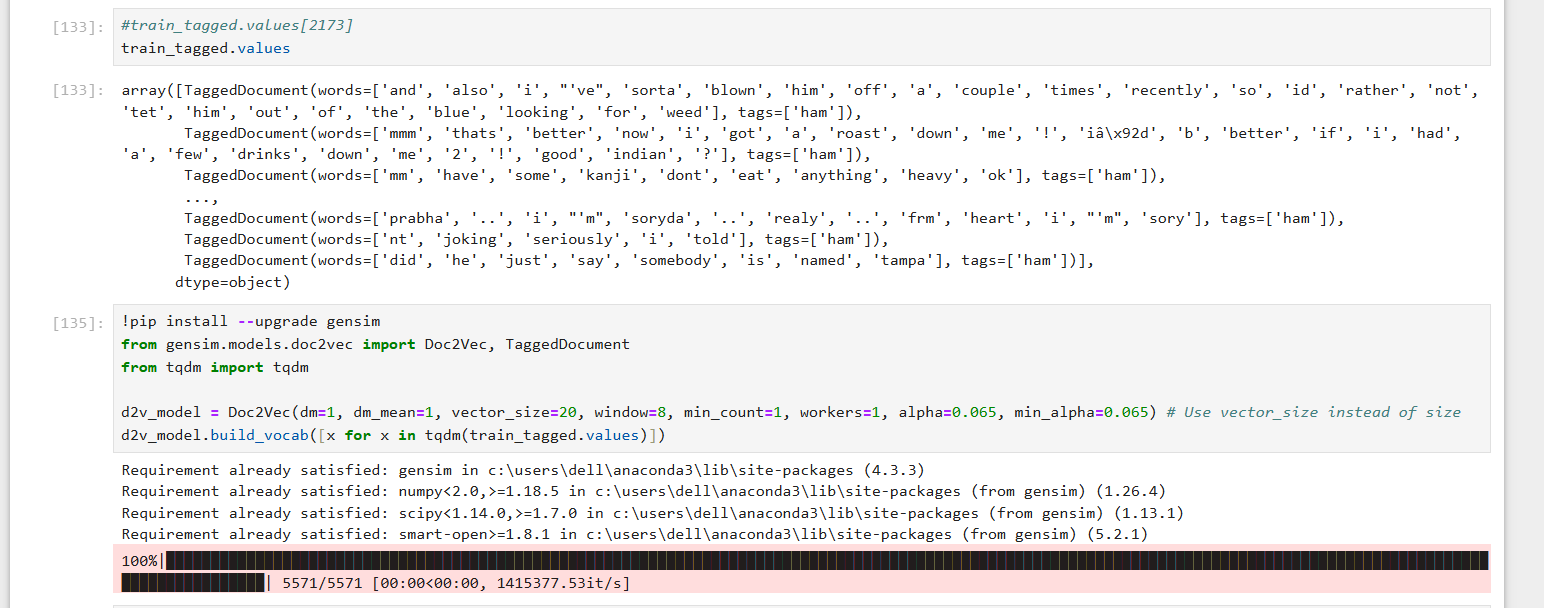 [133]: #train_tagged.values[2173]
train_tagged.values
[133]: array([TaggedDocument(words=['and', 'also', 'i', "'ve", 'sorta', 'blown', 'him', 'off', 'a', 'couple', 'times', 'recently', 'so', 'id', 'rather', 'not',
'tet', 'him', 'out', 'of', 'the', 'blue', 'looking', 'for', 'weed'], tags=['ham']),
TaggedDocument(words=['mmm', 'thats', 'better', 'now', 'i', 'got', 'a', 'roast', 'down', 'me', '!', 'iâ\x92d', 'b', 'better', 'if', 'i', 'had',
'a', 'few', 'drinks', 'down', 'me', '2', '!', 'good', 'indian', '?'], tags=['ham']),
TaggedDocument(words=['mm', 'have', 'some', 'kanji', 'dont', 'eat', 'anything', 'heavy', 'ok'], tags=['ham']),
...,
TaggedDocument(words=['prabha', '..', 'i', "'m", 'soryda', '..', 'realy', '..', 'frm', 'heart', 'i', "'m", 'sory'], tags=['ham']),
TaggedDocument(words=['nt', 'joking', 'seriously', 'i', 'told'], tags=['ham']),
TaggedDocument(words=['did', 'he', 'just', 'say', 'somebody', 'is', 'named', 'tampa'], tags=['ham'])],
dtype=object)
[135]: !pip install --upgrade gensim
from gensim.models.doc2vec import Doc2Vec, TaggedDocument
from tqdm import tqdm
d2v_model = Doc2Vec(dm=1, dm_mean=1, vector_size=20, window=8, min_count=1, workers=1, alpha=0.065, min_alpha=0.065) # Use vector_size instead of size
d2v_model.build_vocab([x for x in tqdm(train_tagged.values)])
Requirement already satisfied: gensim in c:\users\dell\anaconda3\lib\site-packages (4.3.3)
Requirement already satisfied: numpy<2.0,>=1.18.5 in c:\users\dell\anaconda3\lib\site-packages (from gensim) (1.26.4)
Requirement already satisfied: scipy<1.14.0,>=1.7.0 in c:\users\dell\anaconda3\lib\site-packages (from gensim) (1.13.1)
Requirement already satisfied: smart-open>=1.8.1 in c:\users\dell\anaconda3\lib\site-packages (from gensim) (5.2.1)
100%|
| 5571/5571 [00:00<00:00, 1415377.53it/s]